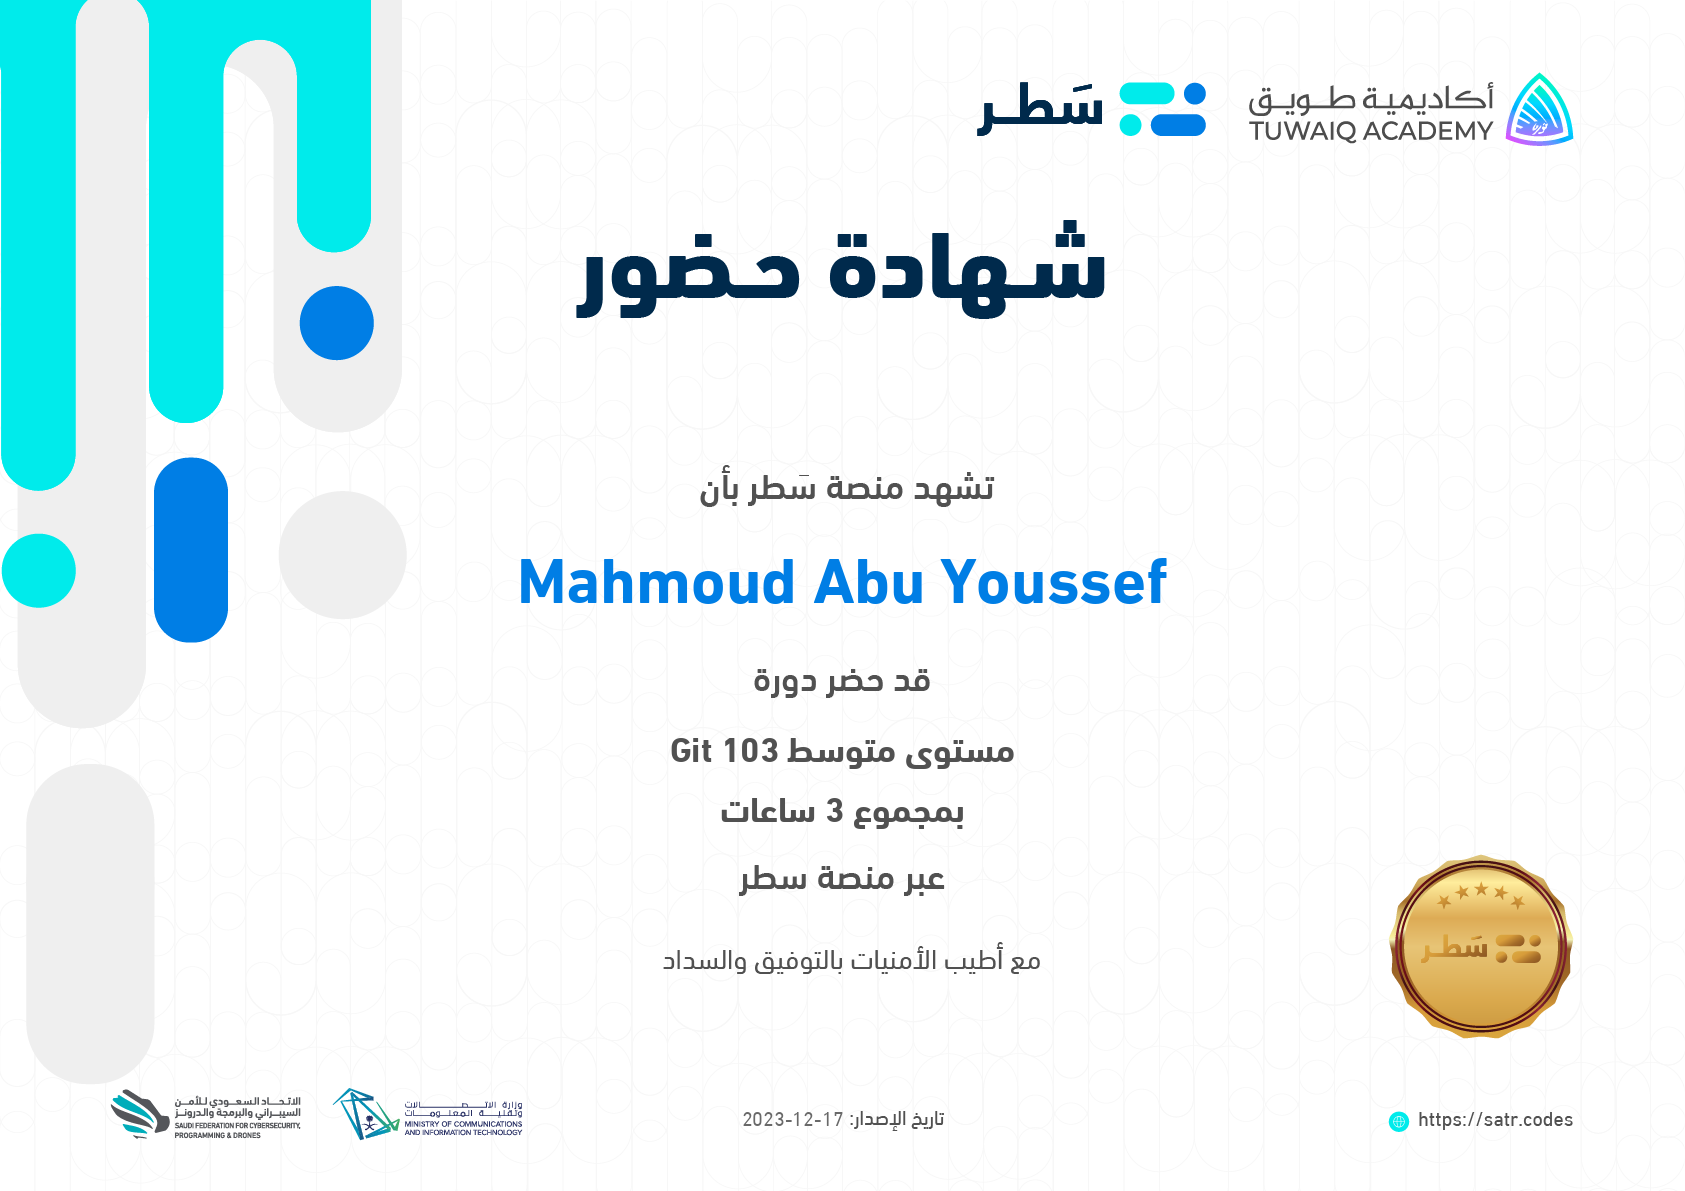 أكاديمية طويق
TUWAIQ ACADEMY
سَطر
شهادة حضور
تشهد منصة سَطر بأن
Mahmoud Abu Youssef
قد حضر دورة
مستوى متوسط Git 103
بمجموع 3 ساعات
عبر منصة سطر
مع أطيب الأمنيات بالتوفيق والسداد
سَطر
الاتحاد السعودي للأمن
السيبراني والبرمجة والدرونز
SAUDI FEDERATION FOR CYBERSECURITY,
PROGRAMMING & DRONES
وزارة الاتصالات
وتقنية المعلومات
MINISTRY OF COMMUNICATIONS
AND INFORMATION TECHNOLOGY
تاريخ الإصدار: 17-12-2023
https://satr.codes